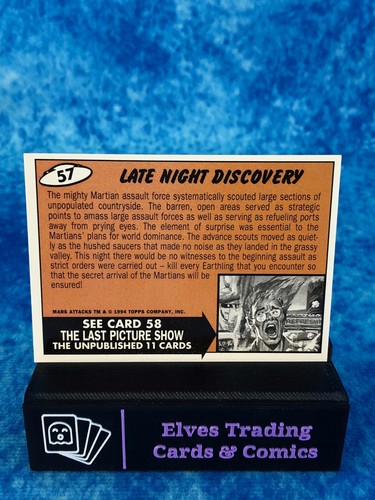 57
LATE NIGHT DISCOVERY
The mighty Martian assault force systematically scouted large sections of
unpopulated countryside. The barren, open areas served as strategic
points to amass large assault forces as well as serving as refueling ports
away from prying eyes. The element of surprise was essential to the
Martians' plans for world dominance. The advance scouts moved as quiet-
ly as the hushed saucers that made no noise as they landed in the grassy
valley. This night there would be no witnesses to the beginning assault as
strict orders were carried out – kill every Earthling that you encounter so
that the secret arrival of the Martians will be
ensured!
MARS ATTACKS TM & © 1994 TOPPS COMPANY, INC.
SEE CARD 58
THE LAST PICTURE SHOW
THE UNPUBLISHED 11 CARDS
Elves Trading
Cards & Comics